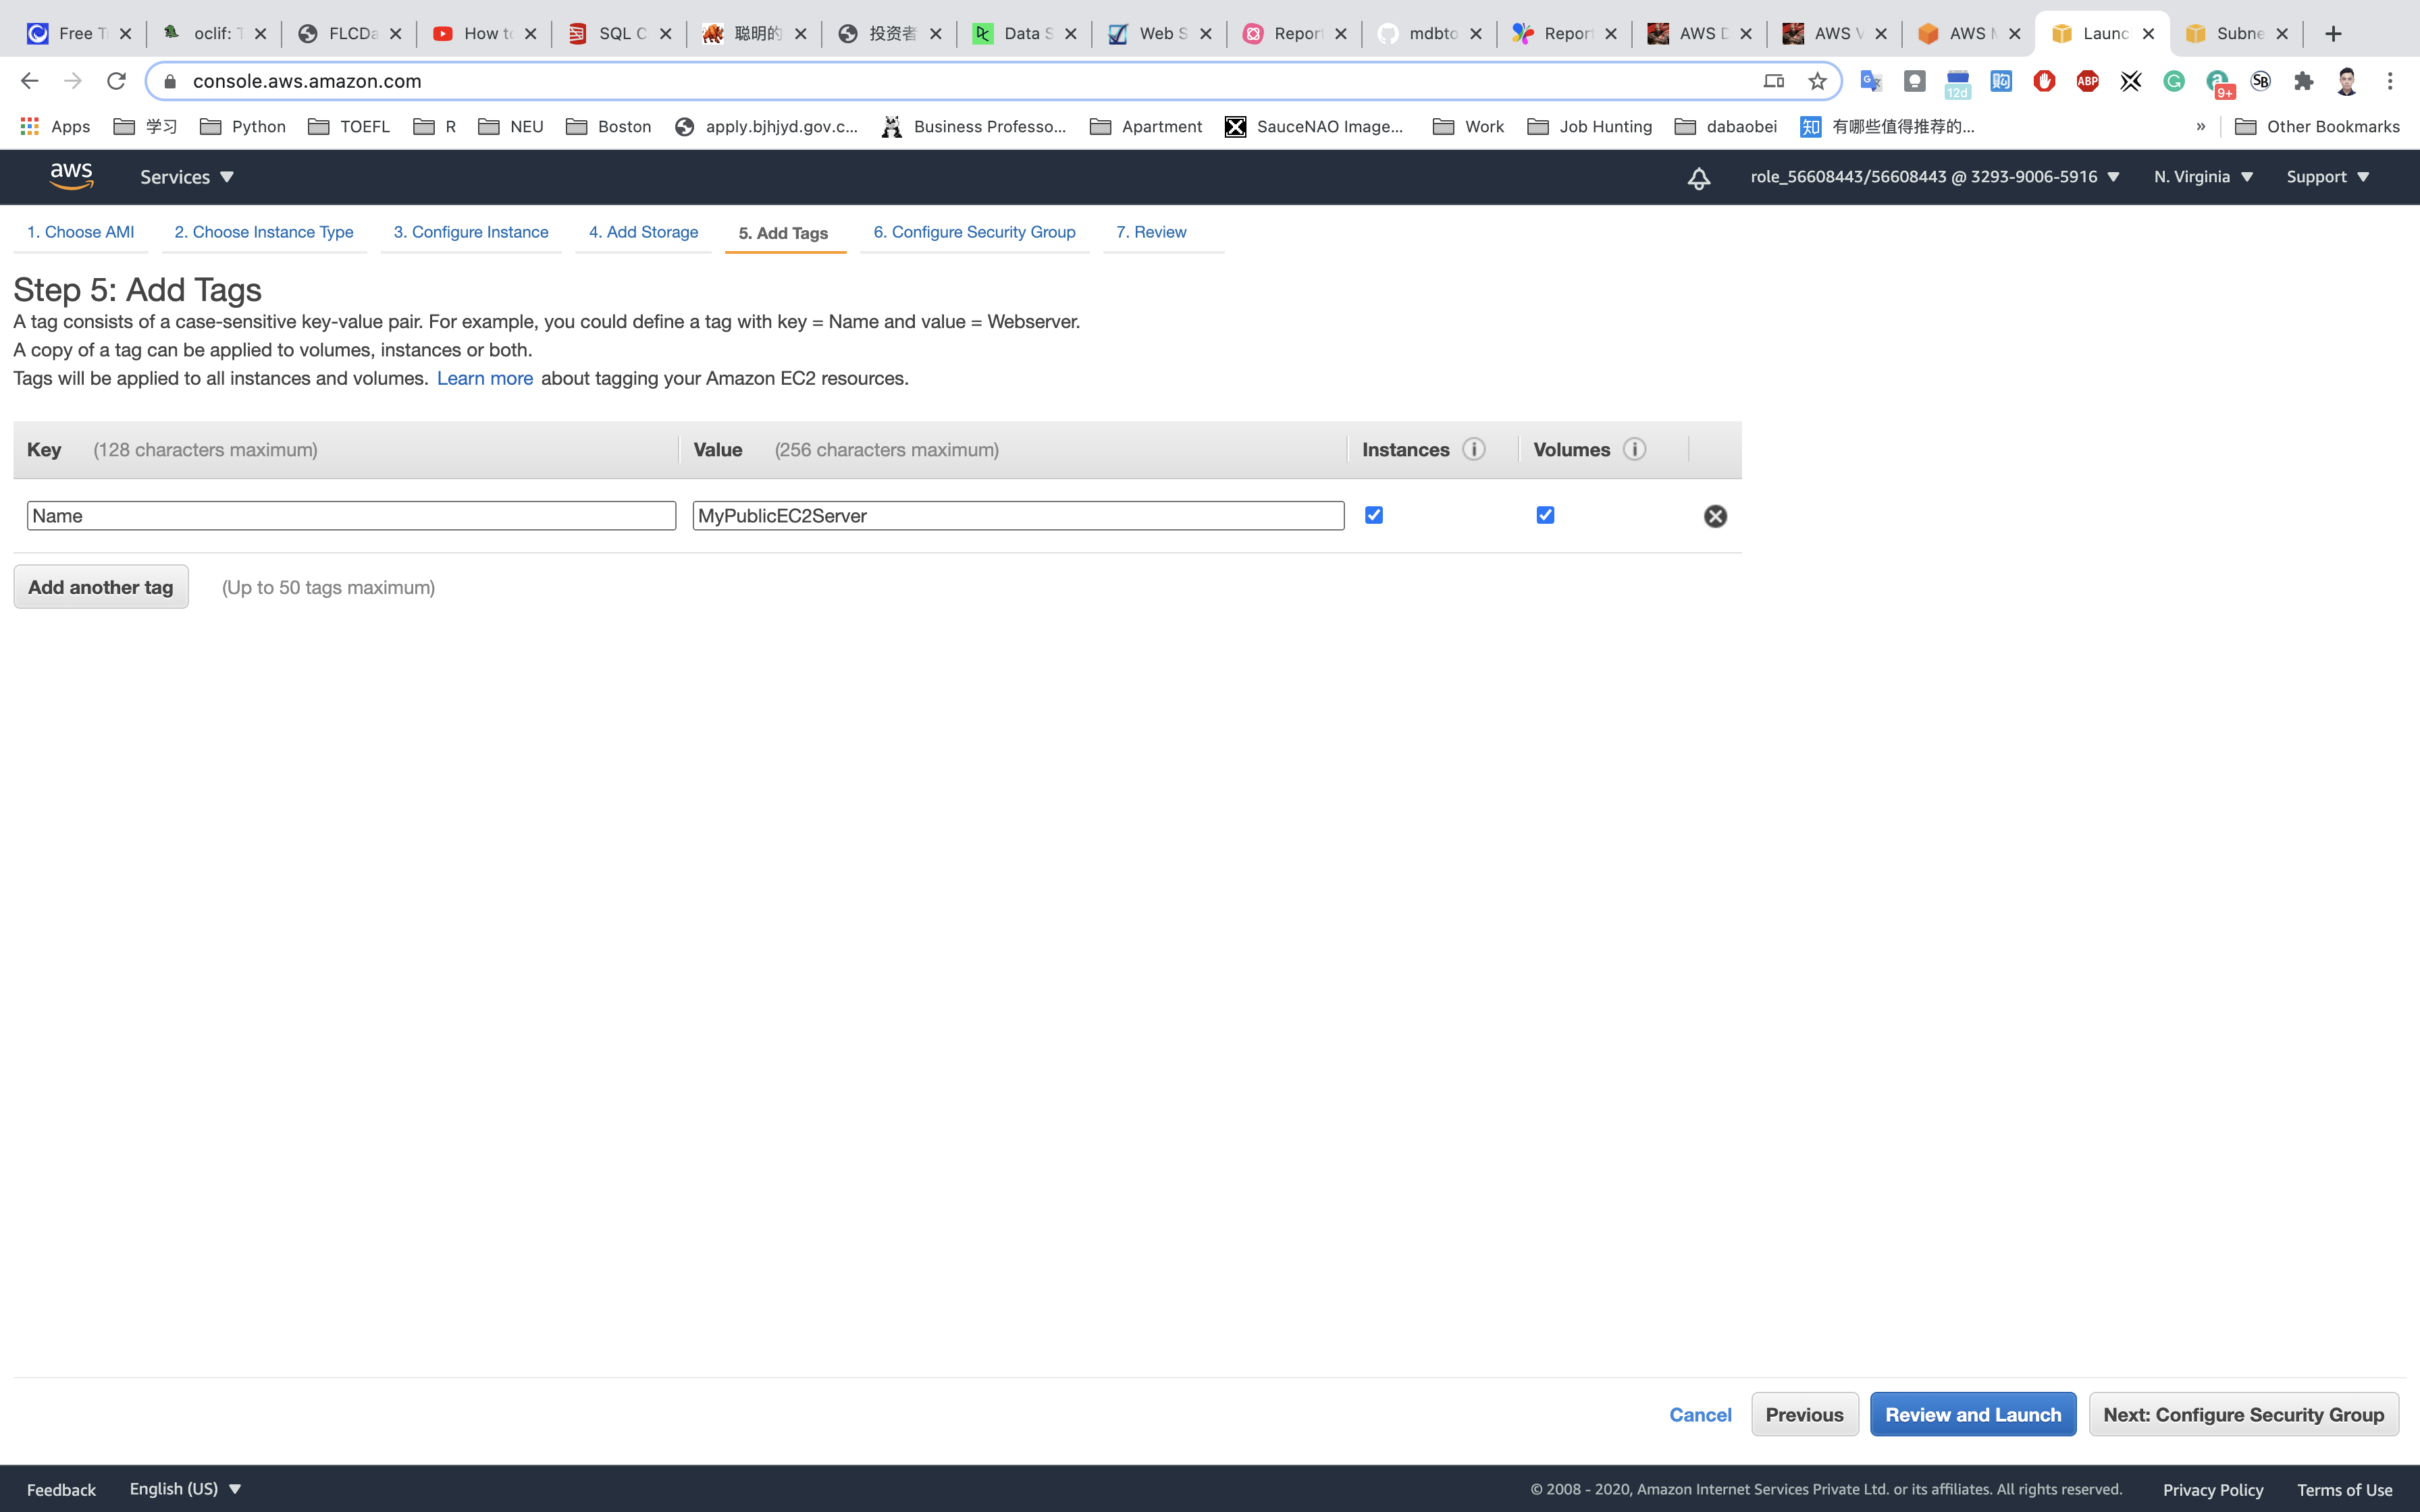 Free T
oclif: T
FLCDa
How to
SQL C
聪明的
投资者
Data S
Web S
Report
mdbto
Report
AWS D
AWS V
AWS M
Launc
Subne
console.aws.amazon.com
12d
ABP
9+
SB
Apps
学习
Python
TOEFL
R
NEU
Boston
apply.bjhjyd.gov.c...
Business Professo...
Apartment
SauceNAO Image...
Work
Job Hunting
dabaobei
知
有哪些值得推荐的...
»
Other Bookmarks
aws
Services
role_56608443/56608443 @ 3293-9006-5916
N. Virginia
Support
1. Choose AMI
2. Choose Instance Type
3. Configure Instance
4. Add Storage
5. Add Tags
6. Configure Security Group
7. Review
Step 5: Add Tags
A tag consists of a case-sensitive key-value pair. For example, you could define a tag with key = Name and value = Webserver.
A copy of a tag can be applied to volumes, instances or both.
Tags will be applied to all instances and volumes. Learn more about tagging your Amazon EC2 resources.
Key (128 characters maximum)
Value (256 characters maximum)
Instances
Volumes
Name
MyPublicEC2Server
Add another tag
(Up to 50 tags maximum)
Cancel
Previous
Review and Launch
Next: Configure Security Group
Feedback
English (US)
© 2008 - 2020, Amazon Internet Services Private Ltd. or its affiliates. All rights reserved.
Privacy Policy
Terms of Use